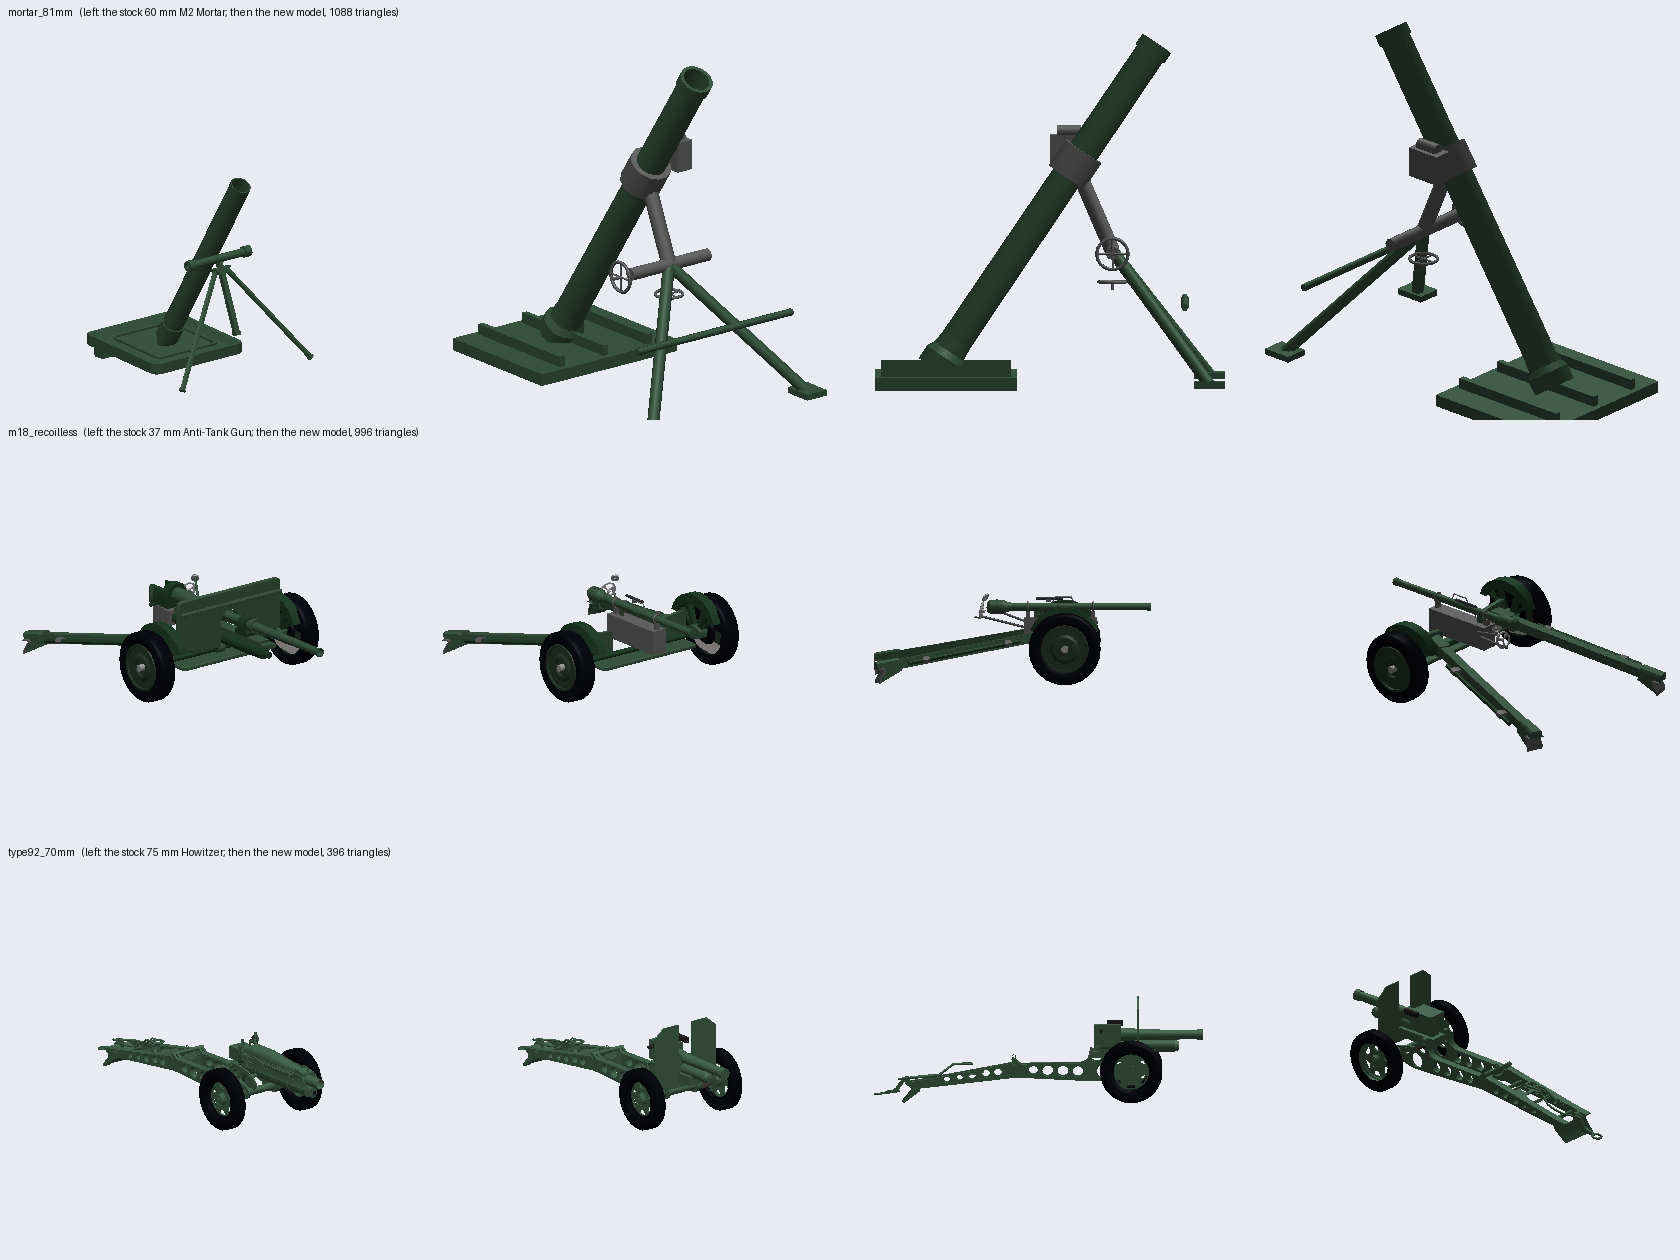 mortar_81mm (left: the stock 60 mm M2 Mortar; then the new model, 1088 triangles)
m18_recoilless (left: the stock 37 mm Anti-Tank Gun; then the new model, 996 triangles)
type92_70mm (left: the stock 75 mm Howitzer; then the new model, 396 triangles)